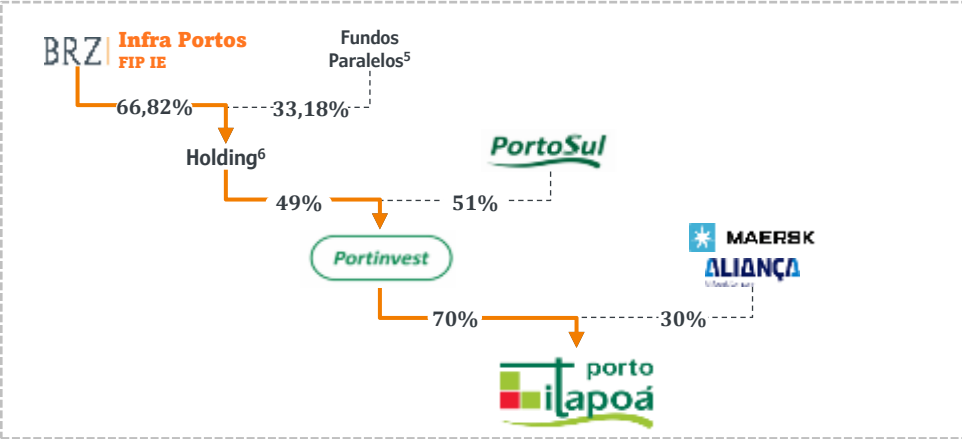 BRZ
Infra Portos
FIP IE
Fundos
Paralelos⁵
66,82%
33,18%
Holding⁶
PortoSul
49%
51%
Portinvest
MAERSK
ALIANÇA
70%
30%
porto
itapoá